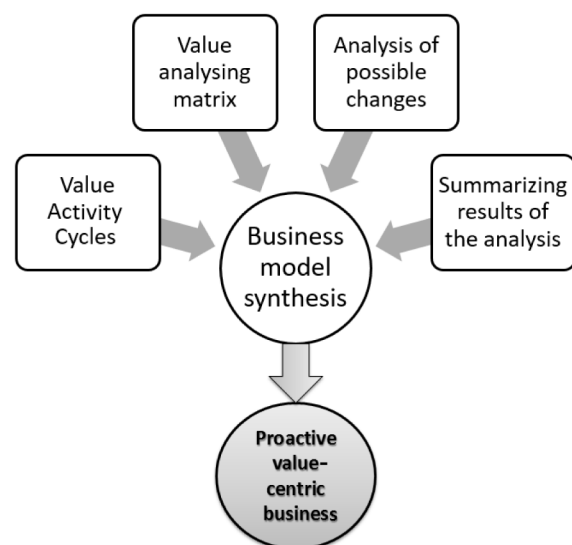 Value
analysing
matrix
Analysis of
possible
changes
Value
Activity
Cycles
Summarizing
results of
the analysis
Business
model
synthesis
Proactive
value-
centric
business